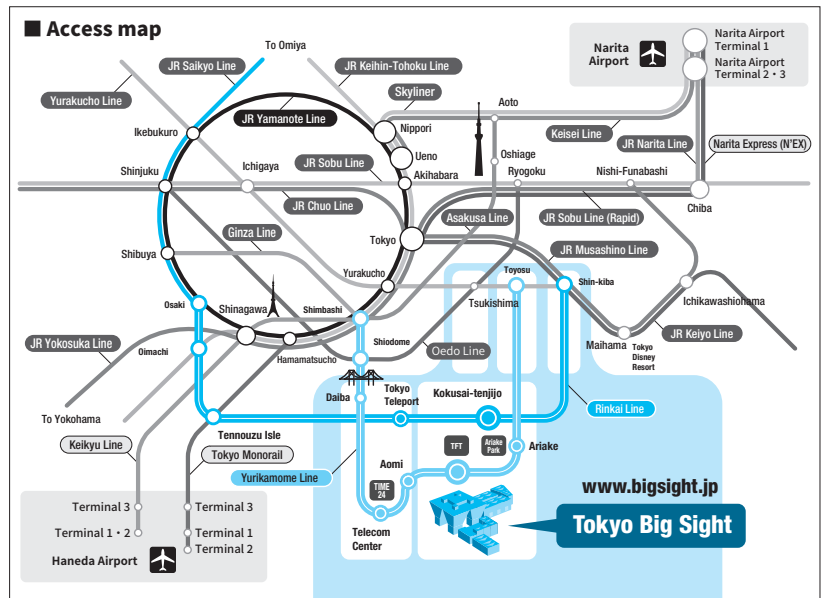 ■ Access map
To Omiya
JR Saikyo Line
JR Keihin-Tohoku Line
Narita
Airport
Narita Airport
Terminal 1
Narita Airport
Terminal 2・3
Yurakucho Line
Skyliner
Aoto
JR Yamanote Line
Ikebukuro
Nippori
Keisei Line
JR Narita Line
Narita Express (N'EX)
Ueno
Oshiage
Ichigaya
JR Sobu Line
Ryogoku
Nishi-Funabashi
Shinjuku
Akihabara
JR Chuo Line
Chiba
Ginza Line
Asakusa Line
JR Sobu Line (Rapid)
Tokyo
Shibuya
JR Musashino Line
Yurakucho
Toyosu
Shin-kiba
Osaki
Shinagawa
Shimbashi
Tsukishima
Ichikawashiohama
JR Yokosuka Line
Oimachi
Hamamatsucho
Shiodome
Oedo Line
Maihama
Tokyo
Disney
Resort
JR Keiyo Line
Daiba
Tokyo
Teleport
Kokusai-tenjijo
Rinkai Line
To Yokohama
Tennouzu Isle
Keikyu Line
Tokyo Monorail
TFT
Ariake
Park
Ariake
Yurikamome Line
Aomi
TIME
24
www.bigsight.jp
Terminal 3
Terminal 3
Telecom
Center
Tokyo Big Sight
Terminal 1・2
Terminal 1
Terminal 2
Haneda Airport